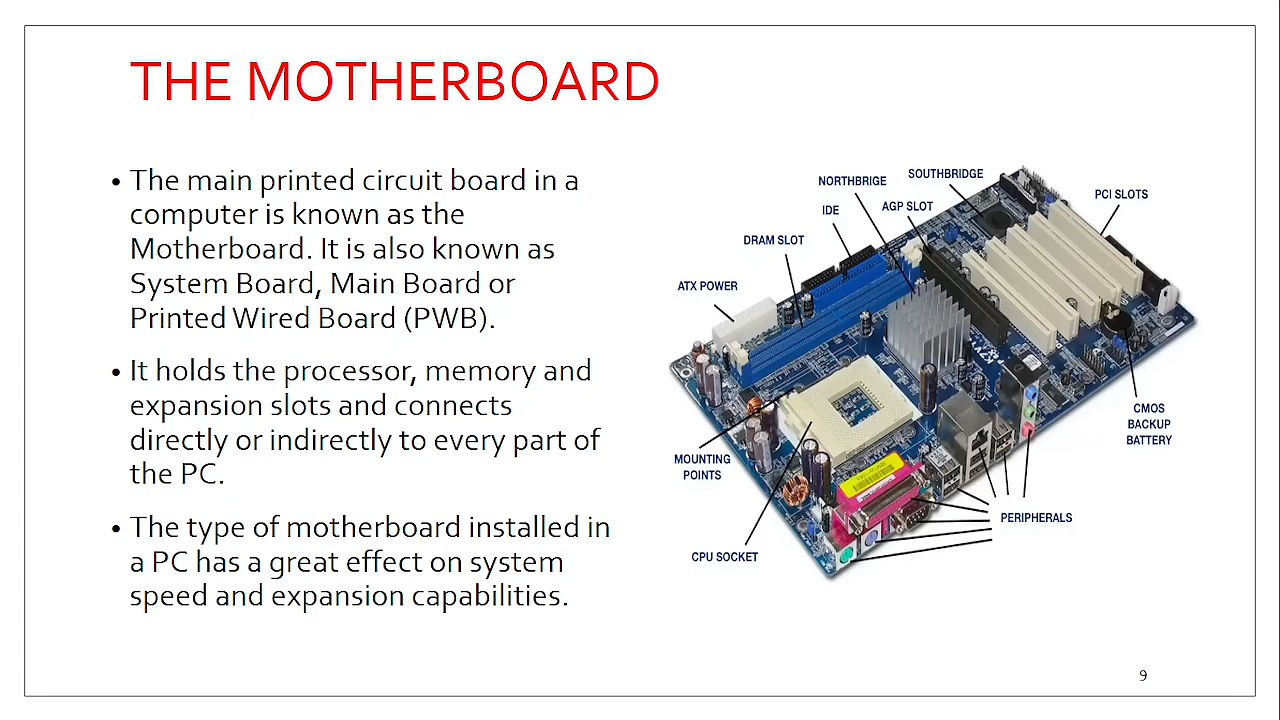 THE MOTHERBOARD
• The main printed circuit board in a
computer is known as the
Motherboard. It is also known as
System Board, Main Board or
Printed Wired Board (PWB).
• It holds the processor, memory and
expansion slots and connects
directly or indirectly to every part of
the PC.
• The type of motherboard installed in
a PC has a great effect on system
speed and expansion capabilities.
SOUTHBRIDGE
NORTHBRIGE
PCI SLOTS
IDE
AGP SLOT
DRAM SLOT
ATX POWER
CMOS
BACKUP
BATTERY
MOUNTING
POINTS
PERIPHERALS
CPU SOCKET
9